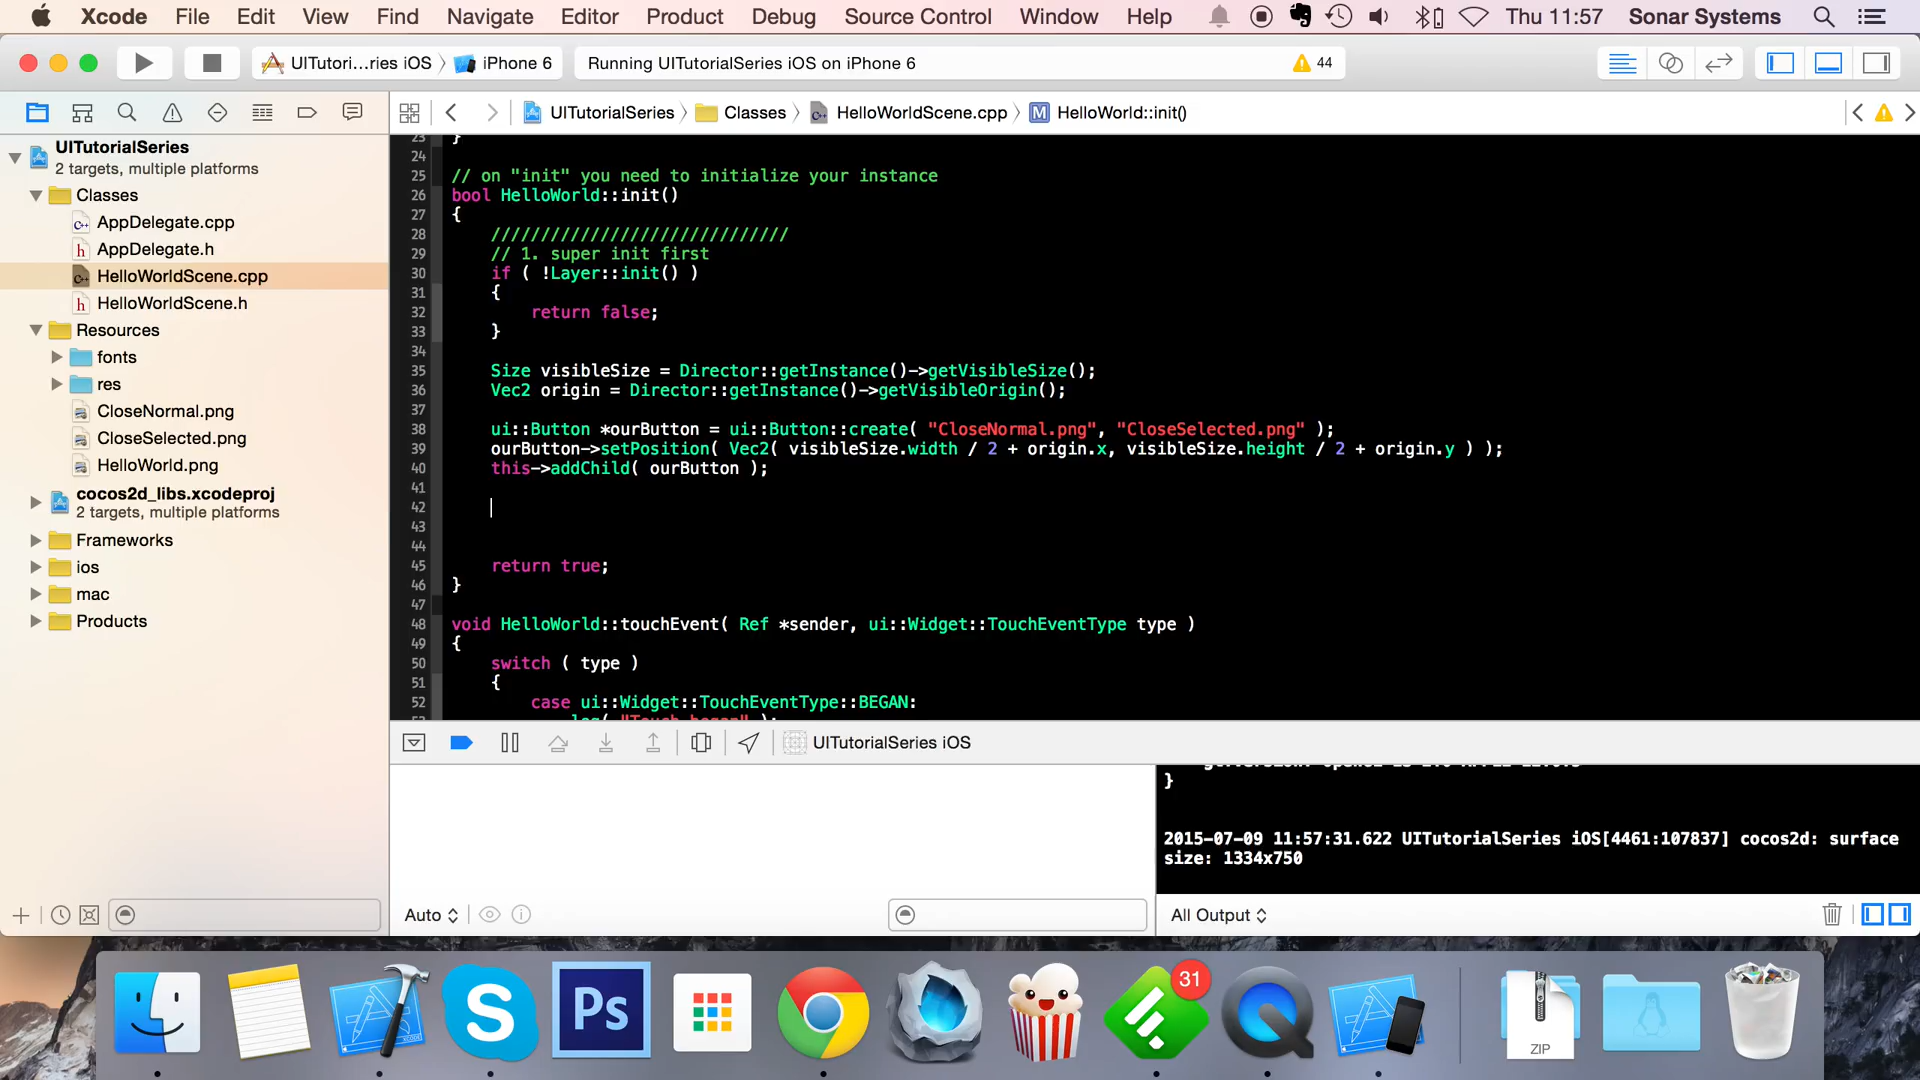 Xcode File Edit View Find Navigate Editor Product Debug Source Control Window Help Thu 11:57 Sonar Systems
UITutori...ries iOS iPhone 6 Running UITutorialSeries iOS on iPhone 6 44
UITutorialSeries Classes HelloWorldScene.cpp M HelloWorld::init()
UITutorialSeries
2 targets, multiple platforms
Classes
AppDelegate.cpp
AppDelegate.h
HelloWorldScene.cpp
HelloWorldScene.h
Resources
fonts
res
CloseNormal.png
CloseSelected.png
HelloWorld.png
cocos2d_libs.xcodeproj
2 targets, multiple platforms
Frameworks
ios
mac
Products
23 }
24
25 // on "init" you need to initialize your instance
26 bool HelloWorld::init()
27 {
28 //////////////////////////////
29 // 1. super init first
30 if ( !Layer::init() )
31 {
32 return false;
33 }
34
35 Size visibleSize = Director::getInstance()->getVisibleSize();
36 Vec2 origin = Director::getInstance()->getVisibleOrigin();
37
38 ui::Button *ourButton = ui::Button::create( "CloseNormal.png", "CloseSelected.png" );
39 ourButton->setPosition( Vec2( visibleSize.width / 2 + origin.x, visibleSize.height / 2 + origin.y ) );
40 this->addChild( ourButton );
41
42
43
44
45 return true;
46 }
47
48 void HelloWorld::touchEvent( Ref *sender, ui::Widget::TouchEventType type )
49 {
50 switch ( type )
51 {
52 case ui::Widget::TouchEventType::BEGAN:
log( "Touch began" );
UITutorialSeries iOS
}
2015-07-09 11:57:31.622 UITutorialSeries iOS[4461:107837] cocos2d: surface
size: 1334x750
Auto
All Output
Ps
31
ZIP